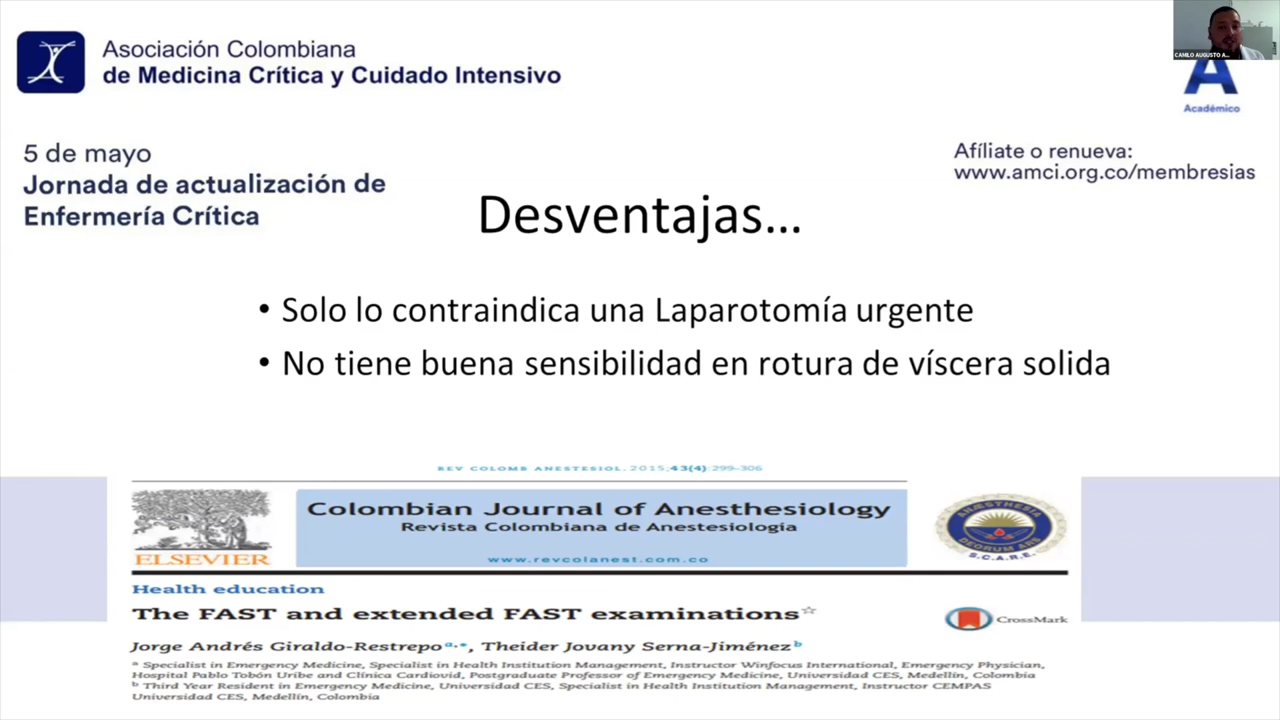 Asociación Colombiana
de Medicina Crítica y Cuidado Intensivo
CAMILO AUGUSTO A...
A
Académico
5 de mayo
Jornada de actualización de
Enfermería Crítica
Afíliate o renueva:
www.amci.org.co/membresias
Desventajas...
• Solo lo contraindica una Laparotomía urgente
• No tiene buena sensibilidad en rotura de víscera solida
REV COLOMB ANESTESIOL. 2015;43(4):299–306
ELSEVIER
Colombian Journal of Anesthesiology
Revista Colombiana de Anestesiología
www.revcolanest.com.co
ANÆSTHESIA
DEORUM ARS
S.C.A.R.E.
Health education
The FAST and extended FAST examinations☆
CrossMark
Jorge Andrés Giraldo-Restrepo a,*, Theider Jovany Serna-Jiménez b
a Specialist in Emergency Medicine, Specialist in Health Institution Management, Instructor Winfocus International, Emergency Physician,
Hospital Pablo Tobón Uribe and Clínica Cardiovid, Postgraduate Professor of Emergency Medicine, Universidad CES, Medellín, Colombia
b Third Year Resident in Emergency Medicine, Universidad CES, Specialist in Health Institution Management, Instructor CEMPAS
Universidad CES, Medellín, Colombia